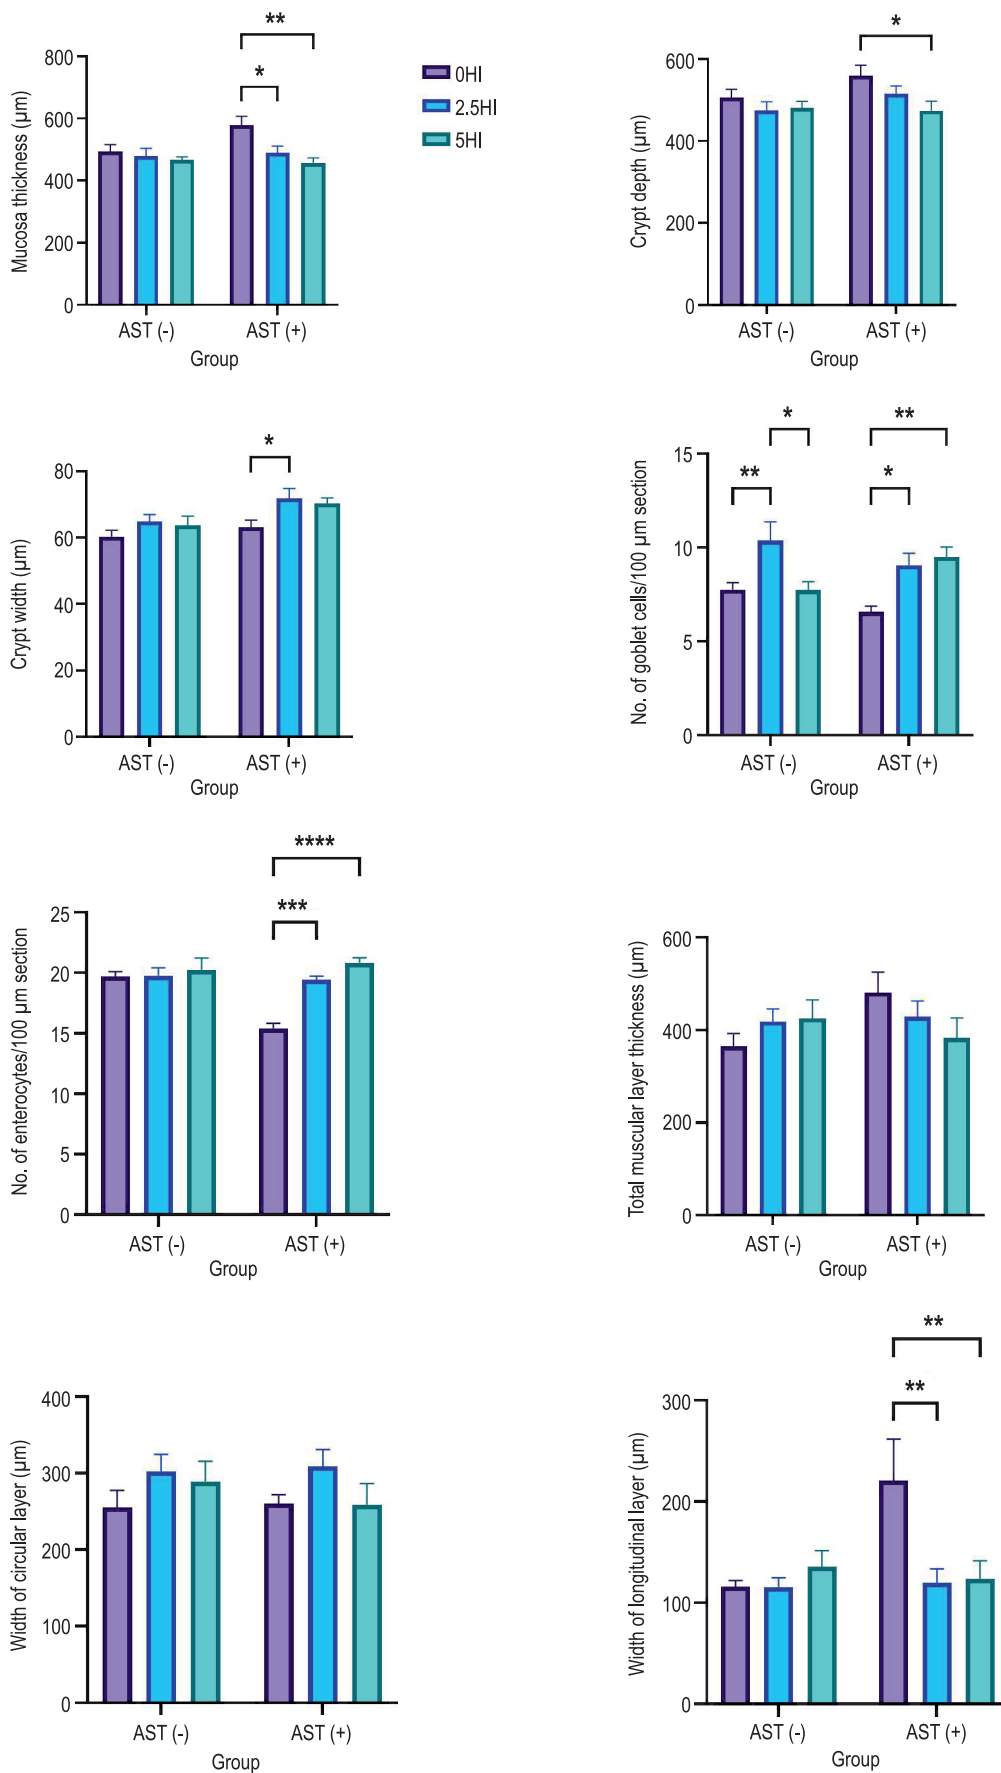 **
*
800
600
400
200
0
Mucosa thickness (µm)
AST (-)
AST (+)
Group
0HI
2.5HI
5HI
*
600
400
200
0
Crypt depth (µm)
AST (-)
AST (+)
Group
*
80
60
40
20
0
Crypt width (µm)
AST (-)
AST (+)
Group
*
**
**
*
15
10
5
0
No. of goblet cells/100 µm section
AST (-)
AST (+)
Group
****
***
25
20
15
10
5
0
No. of enterocytes/100 µm section
AST (-)
AST (+)
Group
600
400
200
0
Total muscular layer thickness (µm)
AST (-)
AST (+)
Group
400
300
200
100
0
Width of circular layer (µm)
AST (-)
AST (+)
Group
**
**
300
200
100
0
Width of longitudinal layer (µm)
AST (-)
AST (+)
Group